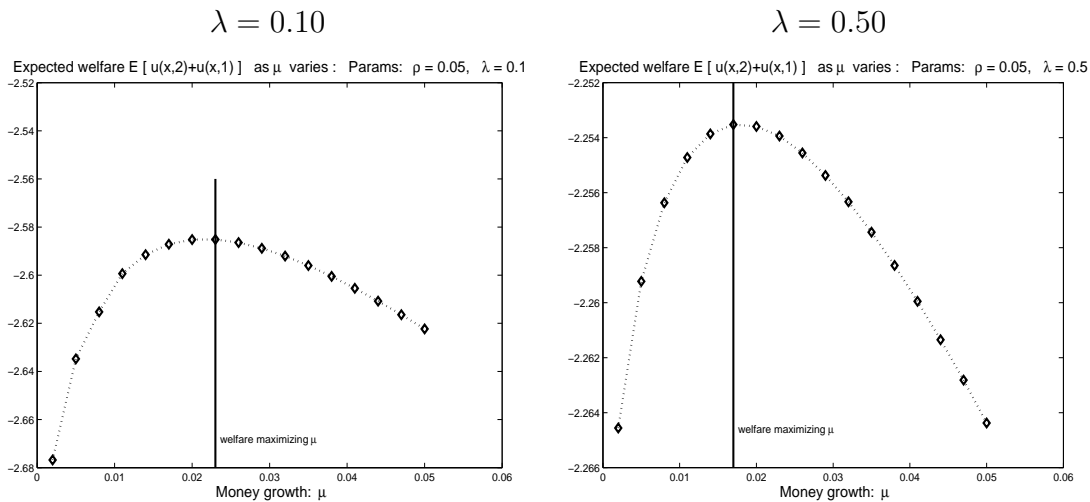 λ = 0.10
Expected welfare E [ u(x,2)+u(x,1) ] as μ varies : Params: ρ = 0.05, λ = 0.1
-2.52
-2.54
-2.56
-2.58
-2.6
-2.62
-2.64
-2.66
-2.68
welfare maximizing μ
0 0.01 0.02 0.03 0.04 0.05 0.06
Money growth: μ
λ = 0.50
Expected welfare E [ u(x,2)+u(x,1) ] as μ varies : Params: ρ = 0.05, λ = 0.5
-2.252
-2.254
-2.256
-2.258
-2.26
-2.262
-2.264
-2.266
welfare maximizing μ
0 0.01 0.02 0.03 0.04 0.05 0.06
Money growth: μ